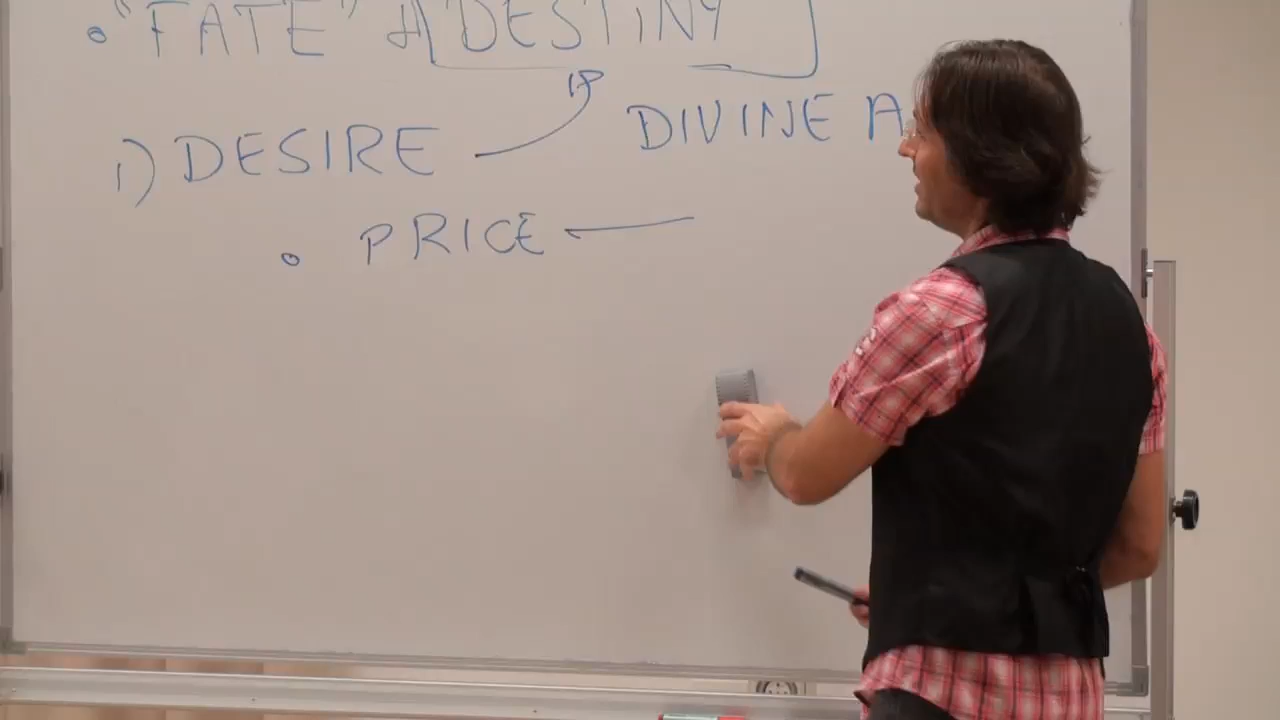 • "FATE" & DESTINY
DIVINE A
1) DESIRE
• PRICE